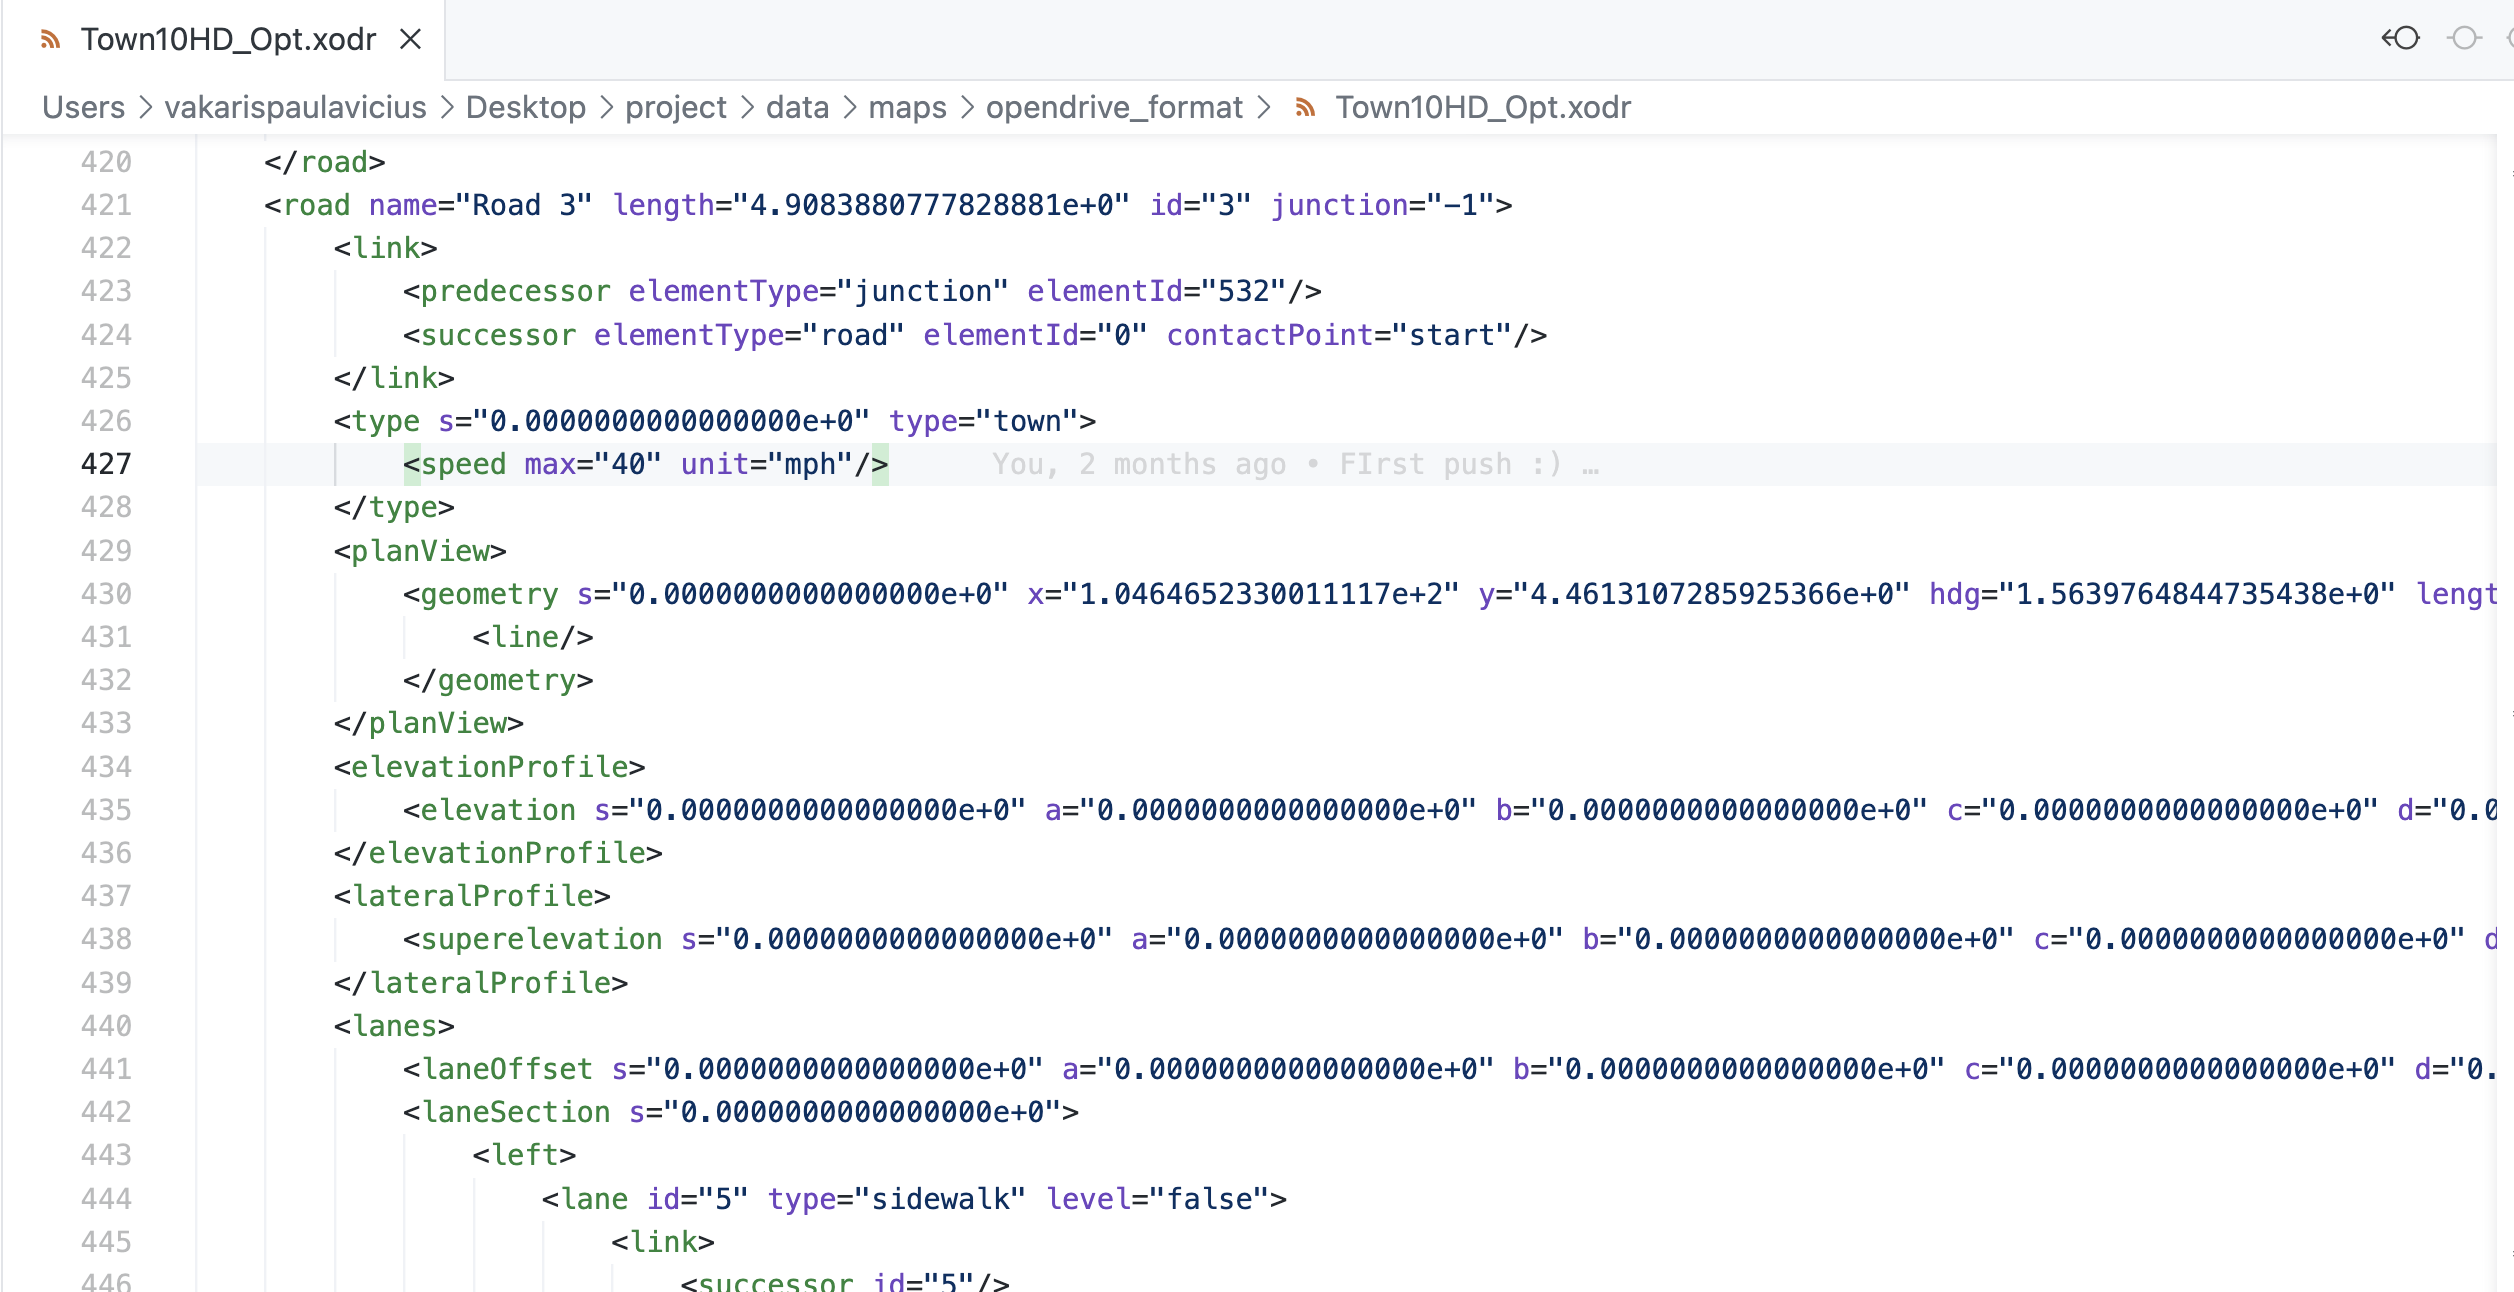 Town10HD_Opt.xodr
Users > vakarispaulavicius > Desktop > project > data > maps > opendrive_format > Town10HD_Opt.xodr
420 </road>
421 <road name="Road 3" length="4.9083880777828881e+0" id="3" junction="-1">
422 <link>
423 <predecessor elementType="junction" elementId="532"/>
424 <successor elementType="road" elementId="0" contactPoint="start"/>
425 </link>
426 <type s="0.0000000000000000e+0" type="town">
427 <speed max="40" unit="mph"/> You, 2 months ago • FIrst push :) …
428 </type>
429 <planView>
430 <geometry s="0.0000000000000000e+0" x="1.0464652330011117e+2" y="4.4613107285925366e+0" hdg="1.5639764844735438e+0" lengt
431 <line/>
432 </geometry>
433 </planView>
434 <elevationProfile>
435 <elevation s="0.0000000000000000e+0" a="0.0000000000000000e+0" b="0.0000000000000000e+0" c="0.0000000000000000e+0" d="0.0
436 </elevationProfile>
437 <lateralProfile>
438 <superelevation s="0.0000000000000000e+0" a="0.0000000000000000e+0" b="0.0000000000000000e+0" c="0.0000000000000000e+0" d
439 </lateralProfile>
440 <lanes>
441 <laneOffset s="0.0000000000000000e+0" a="0.0000000000000000e+0" b="0.0000000000000000e+0" c="0.0000000000000000e+0" d="0.
442 <laneSection s="0.0000000000000000e+0">
443 <left>
444 <lane id="5" type="sidewalk" level="false">
445 <link>
446 <successor id="5"/>